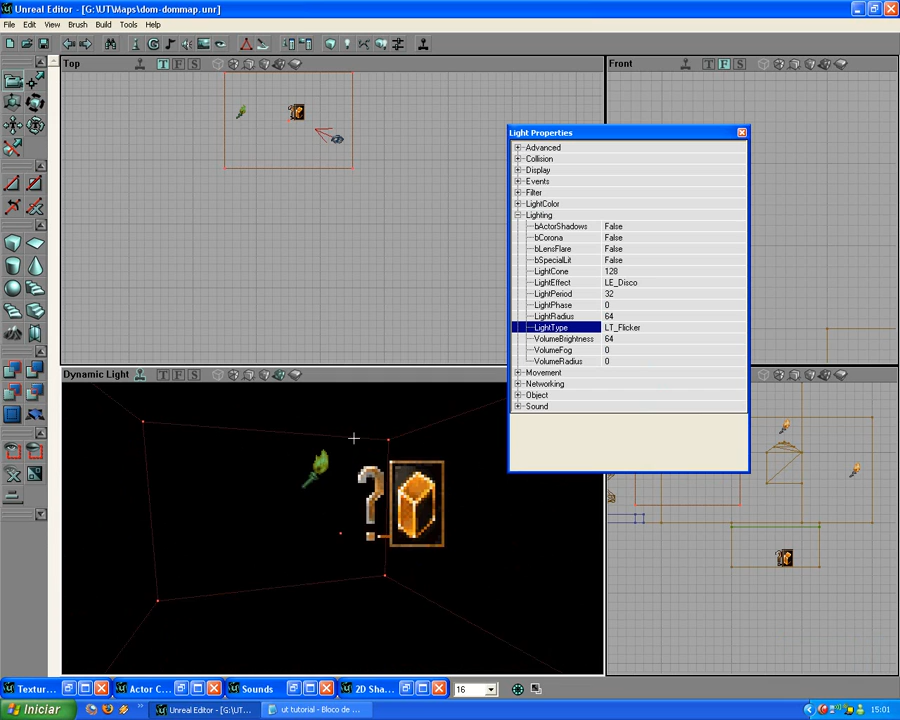 Unreal Editor - [G:\UT\Maps\dom-dommap.unr]
File Edit View Brush Build Tools Help
Top T F S
Front T F S
Light Properties
Advanced
Collision
Display
Events
Filter
LightColor
Lighting
bActorShadows False
bCorona False
bLensFlare False
bSpecialLit False
LightCone 128
LightEffect LE_Disco
LightPeriod 32
LightPhase 0
LightRadius 64
LightType LT_Flicker
VolumeBrightness 64
VolumeFog 0
VolumeRadius 0
Movement
Networking
Object
Sound
Dynamic Light T F S
Textur... Actor C... Sounds 2D Sha... 16
Iniciar Unreal Editor - [G:\UT... ut tutorial - Bloco de ... 15:01